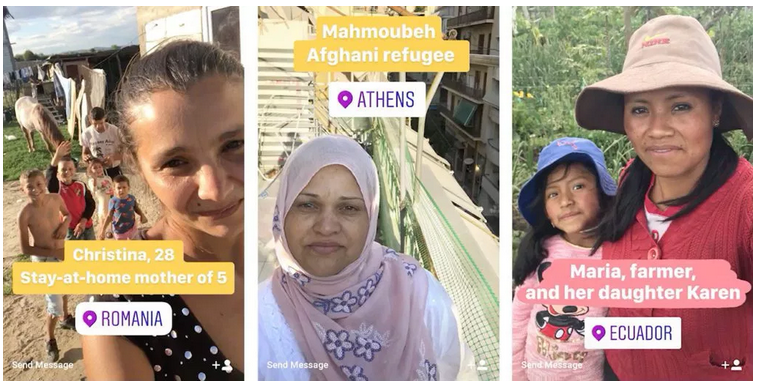 Christina, 28
Stay-at-home mother of 5
ROMANIA
Send Message
Mahmoubeh
Afghani refugee
ATHENS
Send Message
Maria, farmer,
and her daughter Karen
ECUADOR
Send Message